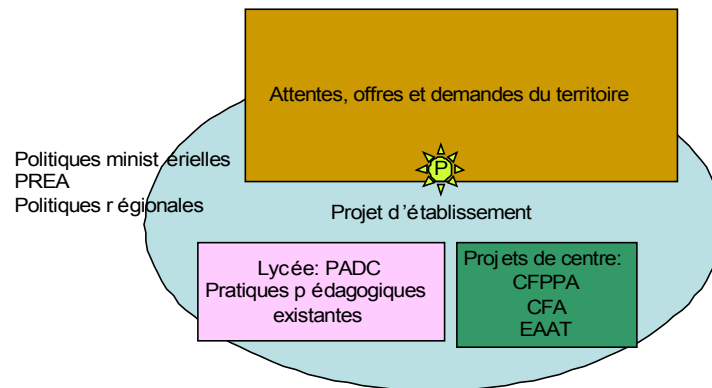 Attentes, offres et demandes du territoire
P
Politiques minist érielles
PREA
Politiques r égionales
Projet d'établissement
Lycée: PADC
Pratiques p édagogiques
existantes
Projets de centre:
CFPPA
CFA
EAAT